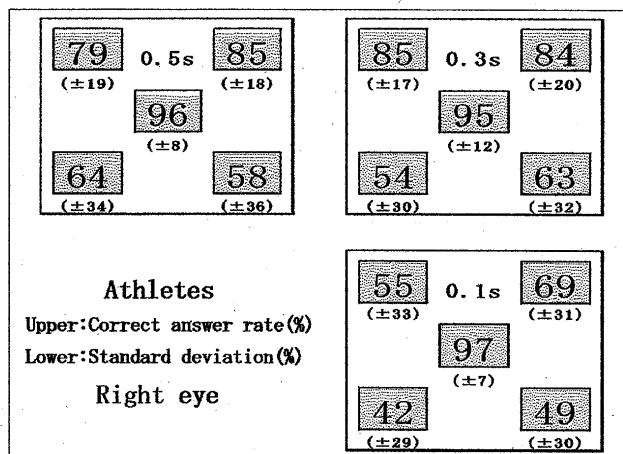 79 0.5s 85
(±19) (±18)
96
(±8)
64 58
(±34) (±36)
85 0.3s 84
(±17) (±20)
95
(±12)
54 63
(±30) (±32)
Athletes
Upper:Correct answer rate(%)
Lower:Standard deviation(%)
Right eye
55 0.1s 69
(±33) (±31)
97
(±7)
42 49
(±29) (±30)